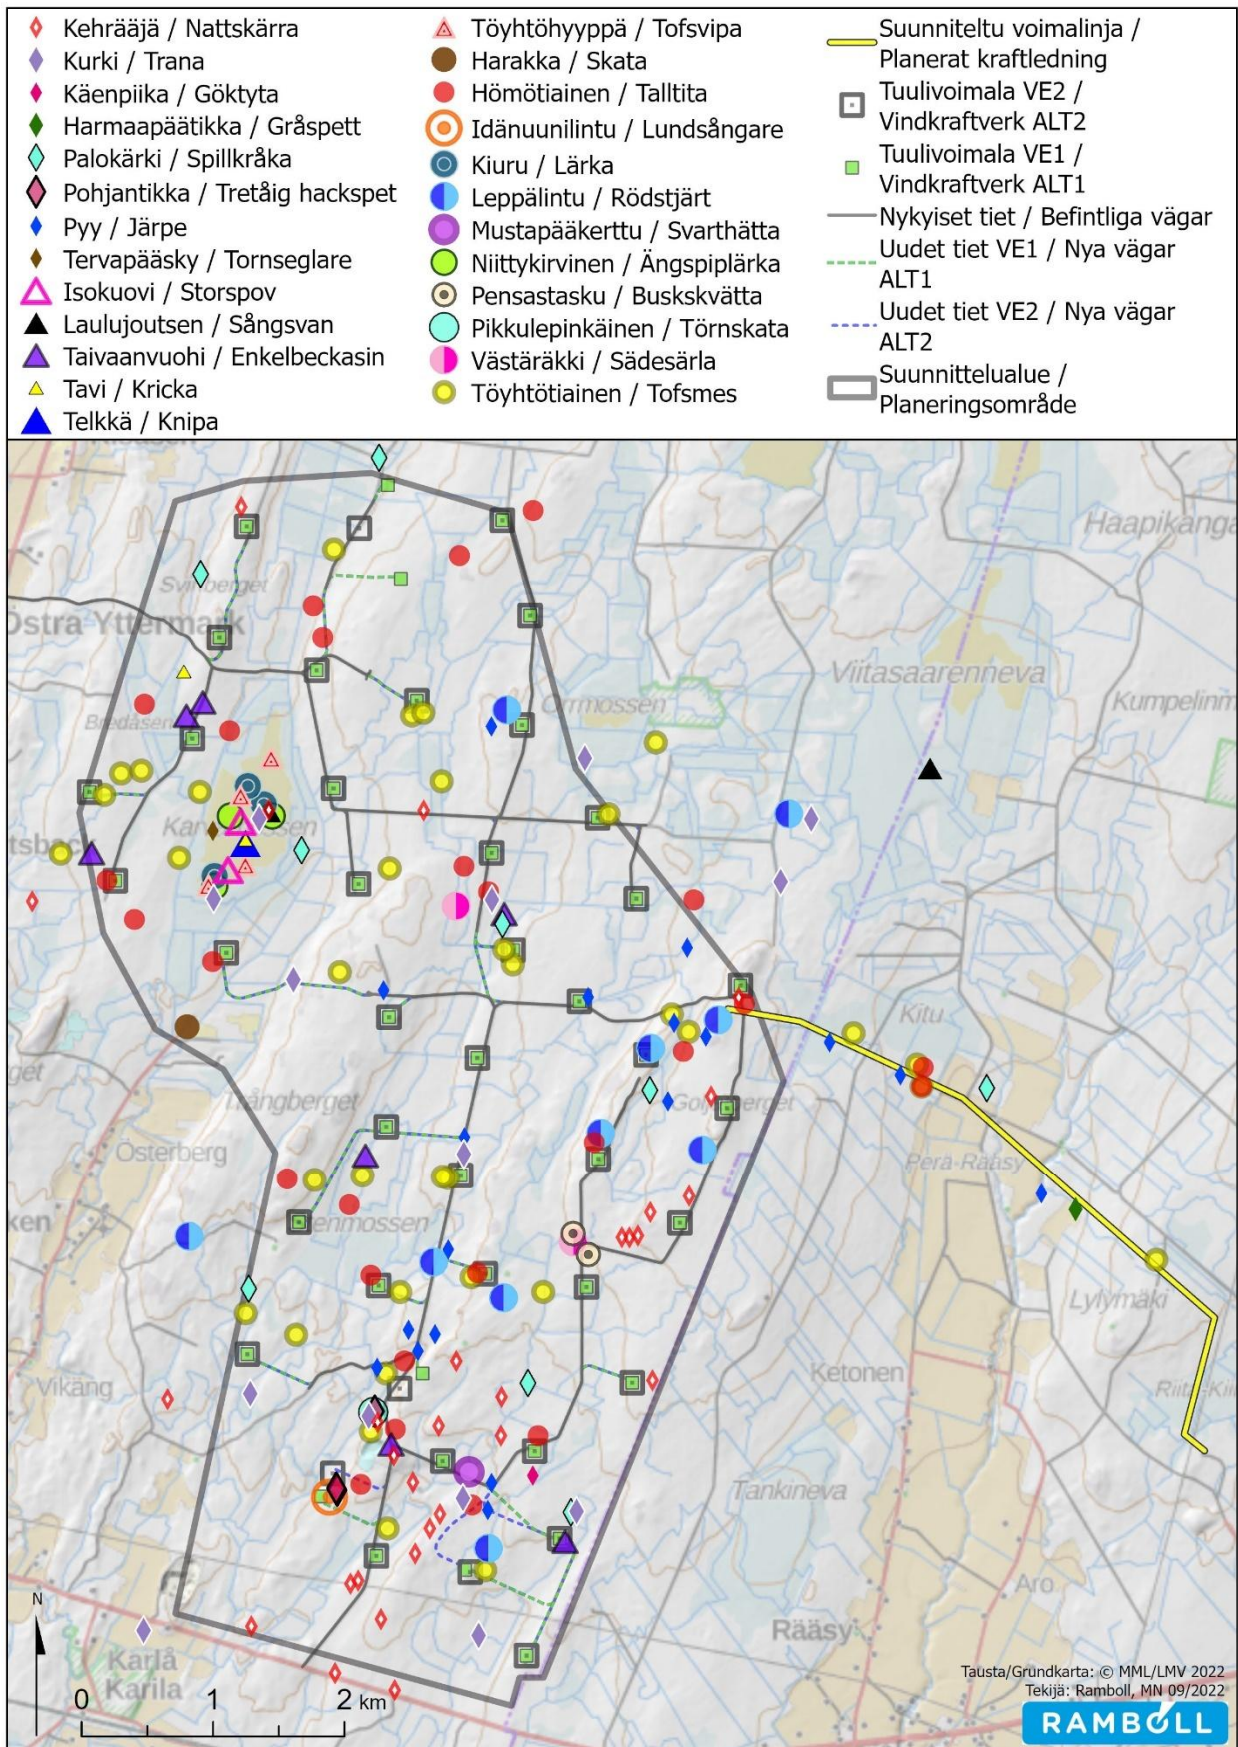 Kehrääjä / Nattskärra
Kurki / Trana
Käenpiika / Göktyta
Harmaapäätikka / Gråspett
Palokärki / Spillkråka
Pohjantikka / Tretåig hackspet
Pyy / Järpe
Tervapääsky / Tornseglare
Isokuovi / Storspov
Laulujoutsen / Sångsvan
Taivaanvuohi / Enkelbeckasin
Tavi / Kricka
Telkkä / Knipa
Töyhtöhyyppä / Tofsvipa
Harakka / Skata
Hömötiainen / Talltita
Idänuunilintu / Lundsångare
Kiuru / Lärka
Leppälintu / Rödstjärt
Mustapääkerttu / Svarthätta
Niittykirvinen / Ängspiplärka
Pensastasku / Buskskvätta
Pikkulepinkäinen / Törnskata
Västäräkki / Sädesärla
Töyhtötiainen / Tofsmes
Suunniteltu voimalinja /
Planerat kraftledning
Tuulivoimala VE2 /
Vindkraftverk ALT2
Tuulivoimala VE1 /
Vindkraftverk ALT1
Nykyiset tiet / Befintliga vägar
Uudet tiet VE1 / Nya vägar
ALT1
Uudet tiet VE2 / Nya vägar
ALT2
Suunnittelualue /
Planeringsområde
Haapikanga
Östra Yttermark
Viitasaarenneva
Kumpelinm
Orrmossen
Bredåsen
Kitu
Trångberget
Österberg
Perä-Rääsy
Lylymäki
Vikäng
Ketonen
Tankineva
Aro
Rääsy
Karlå
Karila
N
0 1 2 km
Tausta/Grundkarta: © MML/LMV 2022
Tekijä: Ramboll, MN 09/2022
RAMBOLL